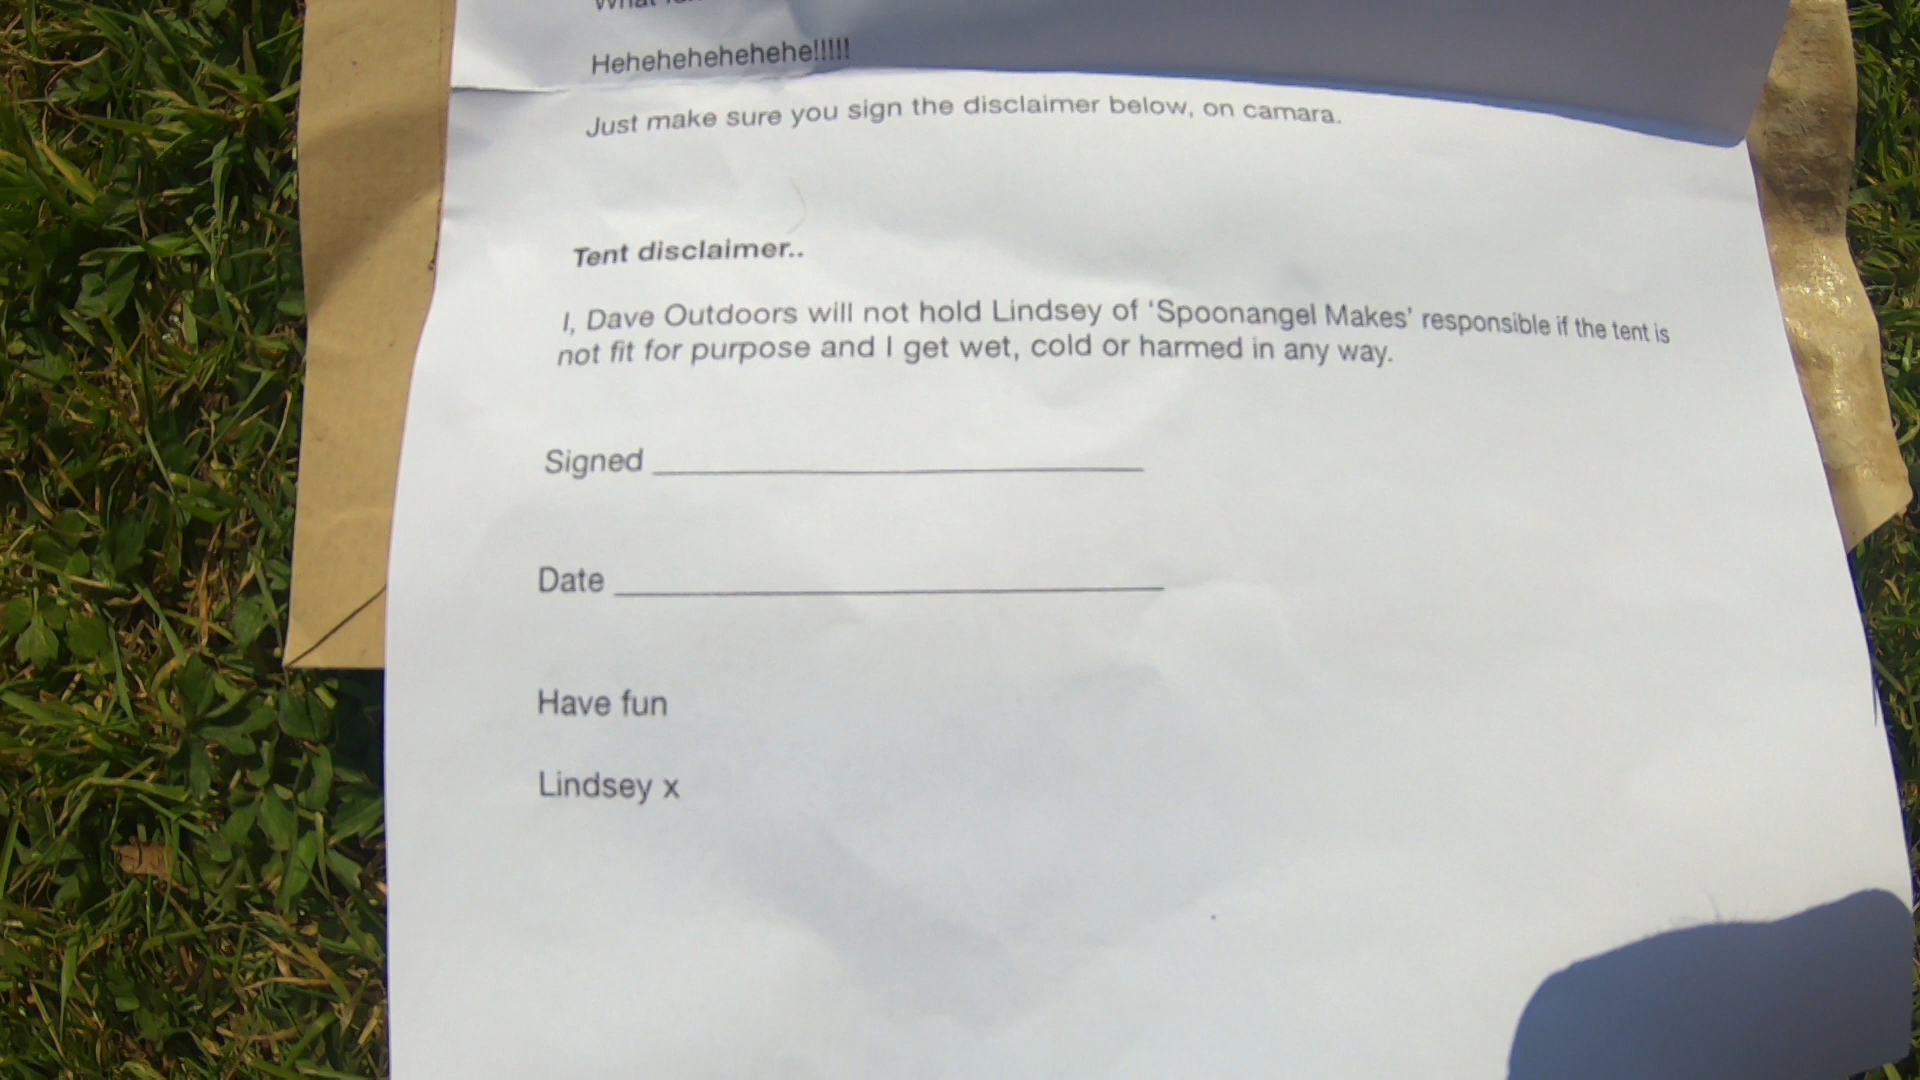 What
Hehehehehehehe!!!!!
Just make sure you sign the disclaimer below, on camara.
Tent disclaimer..
I, Dave Outdoors will not hold Lindsey of 'Spoonangel Makes' responsible if the tent is
not fit for purpose and I get wet, cold or harmed in any way.
Signed
Date
Have fun
Lindsey x